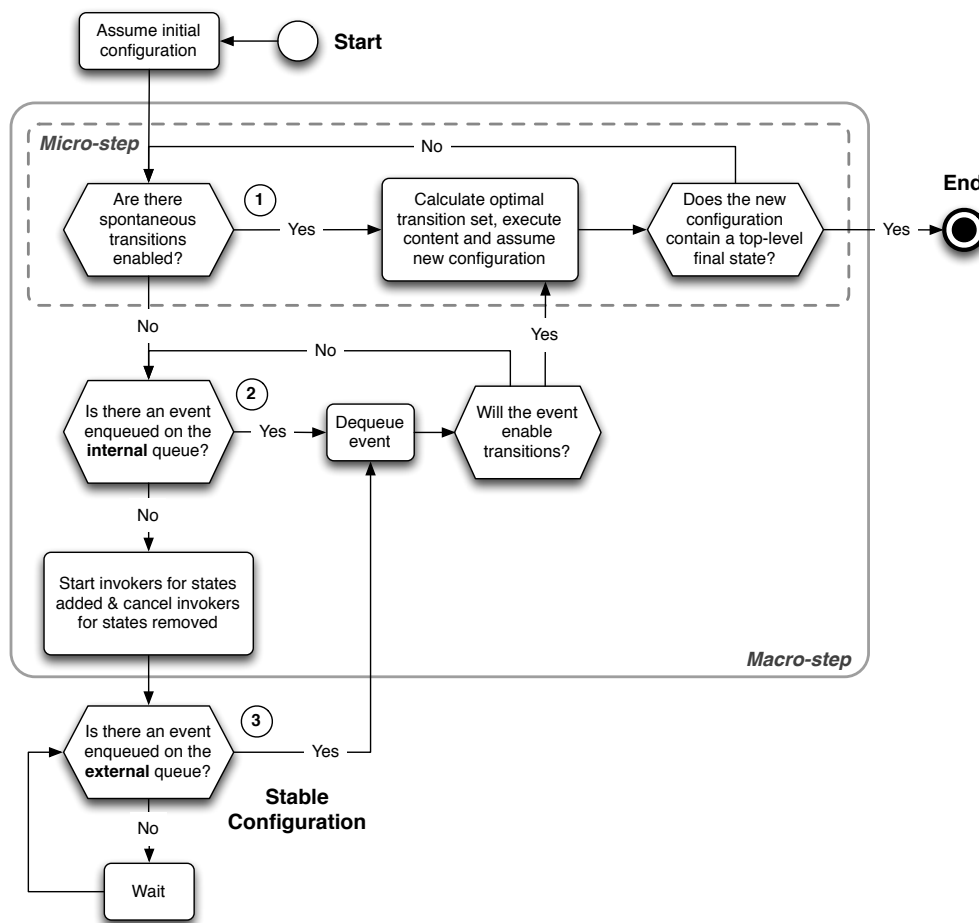 Assume initial
configuration
Start
Micro-step
No
Are there
spontaneous
transitions
enabled?
1
Yes
Calculate optimal
transition set, execute
content and assume
new configuration
Does the new
configuration
contain a top-level
final state?
Yes
End
No
Yes
No
Is there an event
enqueued on the
internal queue?
2
Yes
Dequeue
event
Will the event
enable
transitions?
No
Start invokers for states
added & cancel invokers
for states removed
Macro-step
Is there an event
enqueued on the
external queue?
3
Yes
Stable
Configuration
No
Wait